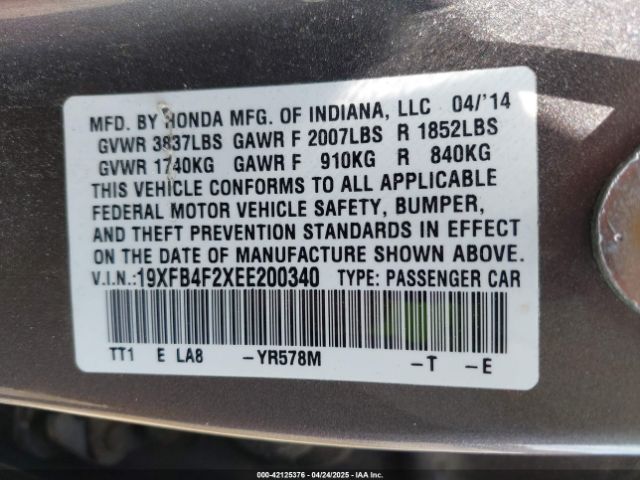 MFD. BY HONDA MFG. OF INDIANA, LLC 04/'14
GVWR 3837LBS GAWR F 2007LBS R 1852LBS
GVWR 1740KG GAWR F 910KG R 840KG
THIS VEHICLE CONFORMS TO ALL APPLICABLE
FEDERAL MOTOR VEHICLE SAFETY, BUMPER,
AND THEFT PREVENTION STANDARDS IN EFFECT
ON THE DATE OF MANUFACTURE SHOWN ABOVE.
V.I.N.:19XFB4F2XEE200340 TYPE: PASSENGER CAR
TT1 E LA8 -YR578M -T -E
000-42125376 - 04/24/2025 - IAA Inc.